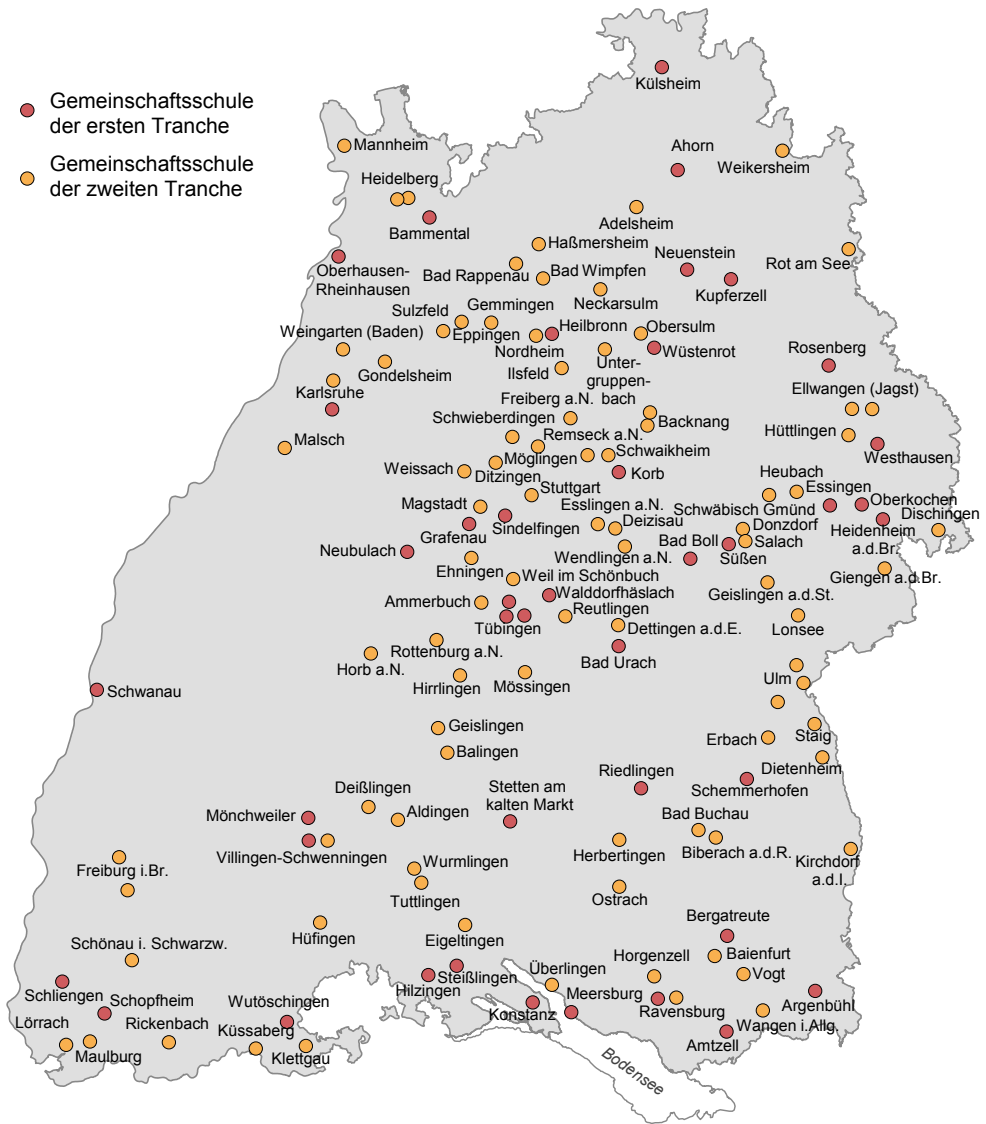 Külsheim
Gemeinschaftsschule
der ersten Tranche
Gemeinschaftsschule
der zweiten Tranche
Mannheim
Ahorn
Weikersheim
Heidelberg
Bammental
Adelsheim
Haßmersheim
Oberhausen-
Rheinhausen
Bad Rappenau
Bad Wimpfen
Neuenstein
Rot am See
Kupferzell
Neckarsulm
Sulzfeld
Gemmingen
Weingarten (Baden)
Eppingen
Heilbronn
Obersulm
Nordheim
Wüstenrot
Rosenberg
Gondelsheim
Ilsfeld
Unter-
gruppen-
bach
Karlsruhe
Ellwangen (Jagst)
Freiberg a.N.
Schwieberdingen
Backnang
Malsch
Remseck a.N.
Hüttlingen
Schwaikheim
Westhausen
Möglingen
Weissach
Ditzingen
Korb
Heubach
Stuttgart
Essingen
Oberkochen
Magstadt
Esslingen a.N.
Schwäbisch
Gmünd
Dischingen
Grafenau
Sindelfingen
Deizisau
Donzdorf
Heidenheim
a.d.Br.
Neubulach
Bad Boll
Salach
Wendlingen a.N.
Süßen
Ehningen
Giengen a.d.Br.
Weil im Schönbuch
Geislingen a.d.St.
Walddorfhäslach
Ammerbuch
Reutlingen
Lonsee
Tübingen
Dettingen a.d.E.
Rottenburg a.N.
Bad Urach
Horb a.N.
Hirrlingen
Mössingen
Ulm
Schwanau
Geislingen
Staig
Erbach
Balingen
Dietenheim
Riedlingen
Schemmerhofen
Deißlingen
Stetten am
kalten Markt
Mönchweiler
Aldingen
Bad Buchau
Villingen-Schwenningen
Herbertingen
Biberach a.d.R.
Wurmlingen
Kirchdorf
a.d.I.
Freiburg i.Br.
Tuttlingen
Ostrach
Bergatreute
Hüfingen
Eigeltingen
Schönau i. Schwarzw.
Horgenzell
Baienfurt
Überlingen
Vogt
Steißlingen
Hilzingen
Schliengen
Schopfheim
Wutöschingen
Meersburg
Argenbühl
Konstanz
Ravensburg
Lörrach
Rickenbach
Küssaberg
Wangen i.Allg.
Maulburg
Klettgau
Amtzell
Bodensee